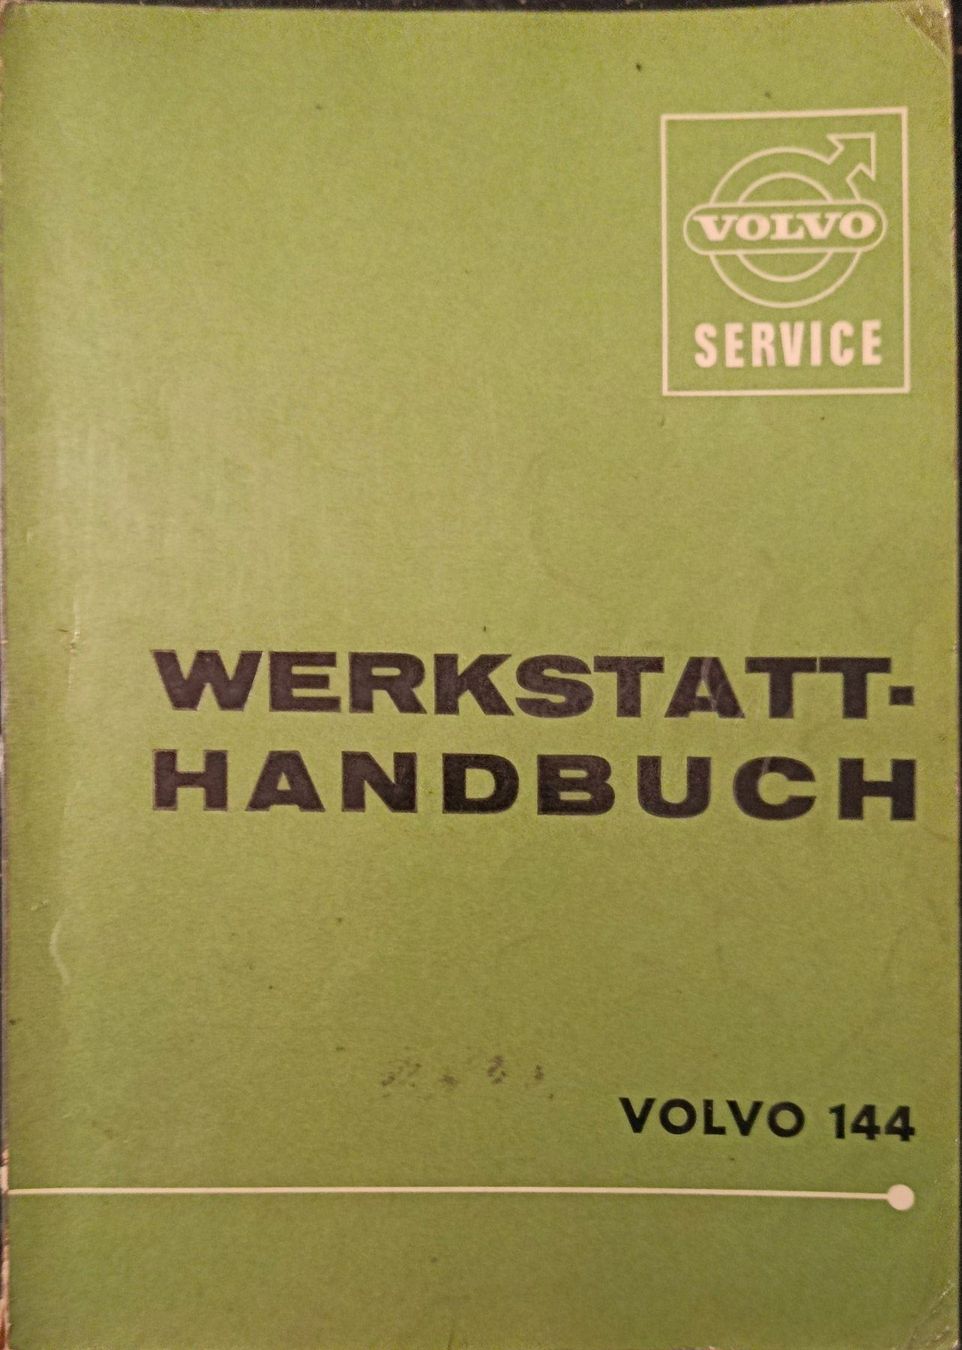 VOLVO
SERVICE
WERKSTATT-
HANDBUCH
VOLVO 144